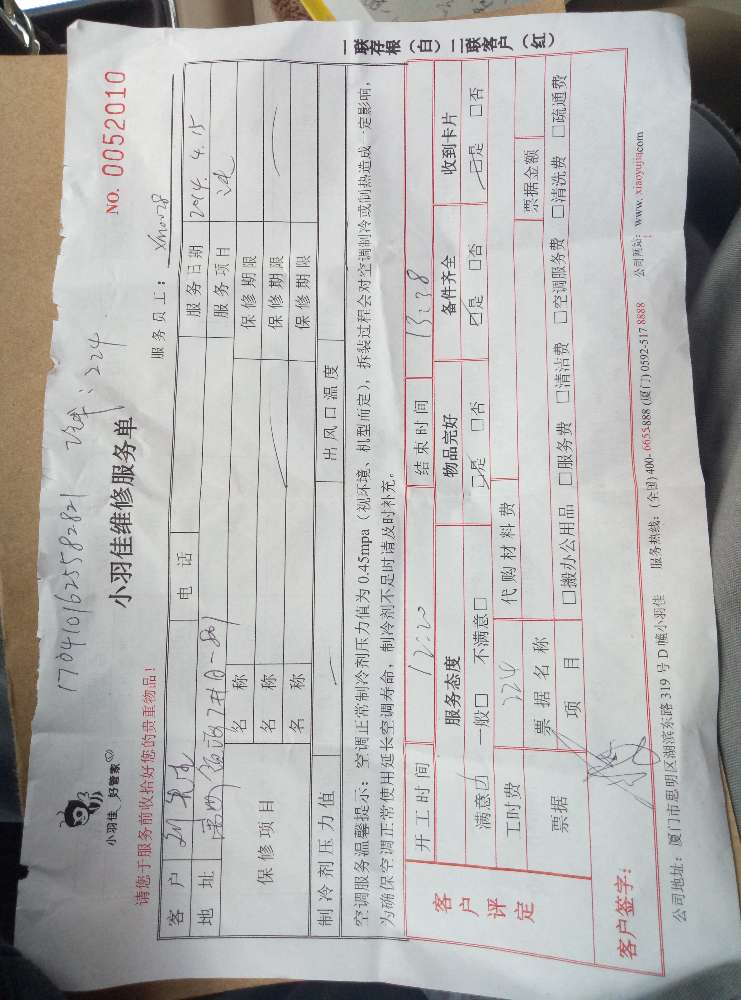 1704101625582821 224
小羽佳 好管家
小羽佳维修服务单
NO. 0052010
请您于服务前收拾好您的贵重物品！
服务员工： xm0028
客户 电话 服务日期 2014.4.15
地址 服务项目
保修项目 名称 保修期限
名称 保修期限
名称 保修期限
制冷剂压力值 出风口温度
空调服务温馨提示：空调正常制冷剂压力值为0.45mpa（视环境、机型而定），拆装过程会对空调制冷或制热造成一定影响，
为确保空调正常使用延长空调寿命，制冷剂不足时请及时补充。
一联存根（白）二联客户（红）
客户评定
开工时间 12:20 结束时间 13:38
服务态度 物品完好 备件齐全 收到卡片
满意□ 一般□ 不满意□ □是 □否 □是 □否 □是 □否
工时费 224 代购材料费
票据 票据名称 票据金额
项目 □搬办公用品 □服务费 □清洁费 □空调服务费 □清洗费 □疏通费
客户签字：
公司地址：厦门市思明区湖滨东路319号D幢小羽佳 服务热线：(全国)400-6655-888 (厦门)0592-517 8888 公司网站：www.xiaoyujia.com